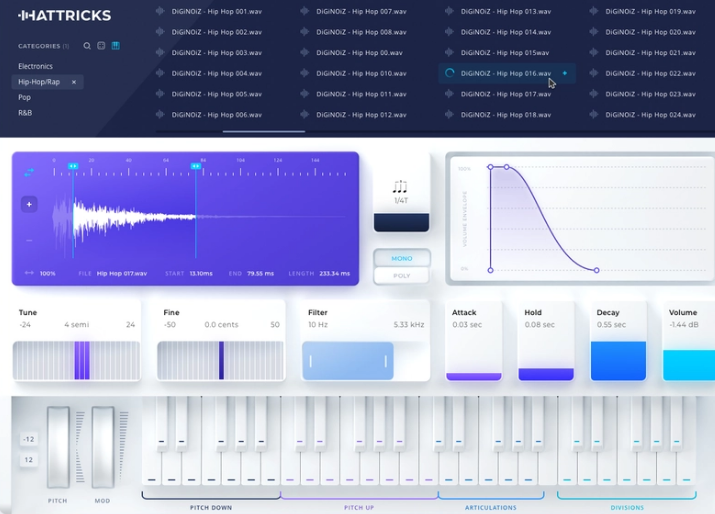 HATTRICKS
CATEGORIES (1)
Electronics
Hip-Hop/Rap ×
Pop
R&B
DiGiNOiZ - Hip Hop 001.wav
DiGiNOiZ - Hip Hop 002.wav
DiGiNOiZ - Hip Hop 003.wav
DiGiNOiZ - Hip Hop 004.wav
DiGiNOiZ - Hip Hop 005.wav
DiGiNOiZ - Hip Hop 006.wav
DiGiNOiZ - Hip Hop 007.wav
DiGiNOiZ - Hip Hop 008.wav
DiGiNOiZ - Hip Hop 00.wav
DiGiNOiZ - Hip Hop 010.wav
DiGiNOiZ - Hip Hop 011.wav
DiGiNOiZ - Hip Hop 012.wav
DiGiNOiZ - Hip Hop 013.wav
DiGiNOiZ - Hip Hop 014.wav
DiGiNOiZ - Hip Hop 015wav
DiGiNOiZ - Hip Hop 016.wav
DiGiNOiZ - Hip Hop 017.wav
DiGiNOiZ - Hip Hop 018.wav
DiGiNOiZ - Hip Hop 019.wav
DiGiNOiZ - Hip Hop 020.wav
DiGiNOiZ - Hip Hop 021.wav
DiGiNOiZ - Hip Hop 022.wav
DiGiNOiZ - Hip Hop 023.wav
DiGiNOiZ - Hip Hop 024.wav
0 20 40 60 80 100 120 140
100% FILE Hip Hop 017.wav START 13.10ms END 79.55 ms LENGTH 233.34 ms
1/4T
MONO
POLY
100%
VOLUME ENVELOPE
0%
Tune
-24 4 semi 24
Fine
-50 0.0 cents 50
Filter
10 Hz 5.33 kHz
Attack
0.03 sec
Hold
0.08 sec
Decay
0.55 sec
Volume
-1.44 dB
-12
12
PITCH MOD
PITCH DOWN PITCH UP ARTICULATIONS DIVISIONS